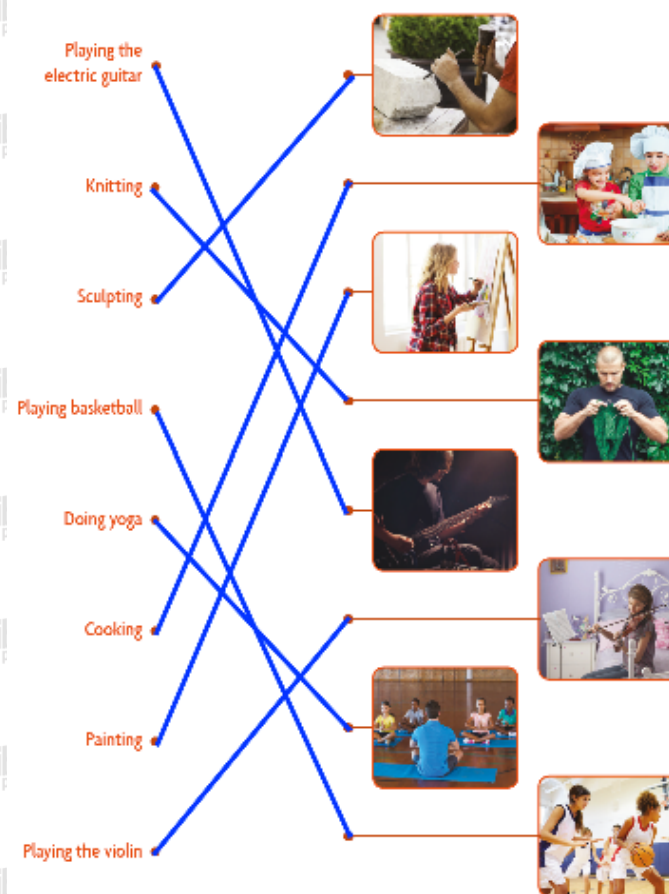 Playing the
electric guitar
Knitting
Sculpting
Playing basketball
Doing yoga
Cooking
Painting
Playing the violin